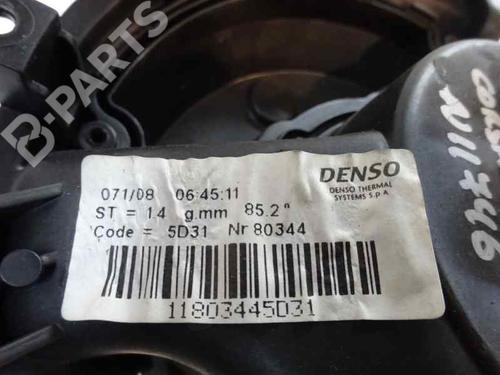 B-PARTS
071/08 06:45:11
ST = 14 g.mm 85.2°
Code = 5D31 Nr 80344
DENSO
DENSO THERMAL
SYSTEMS S.p.A.
11803445D31